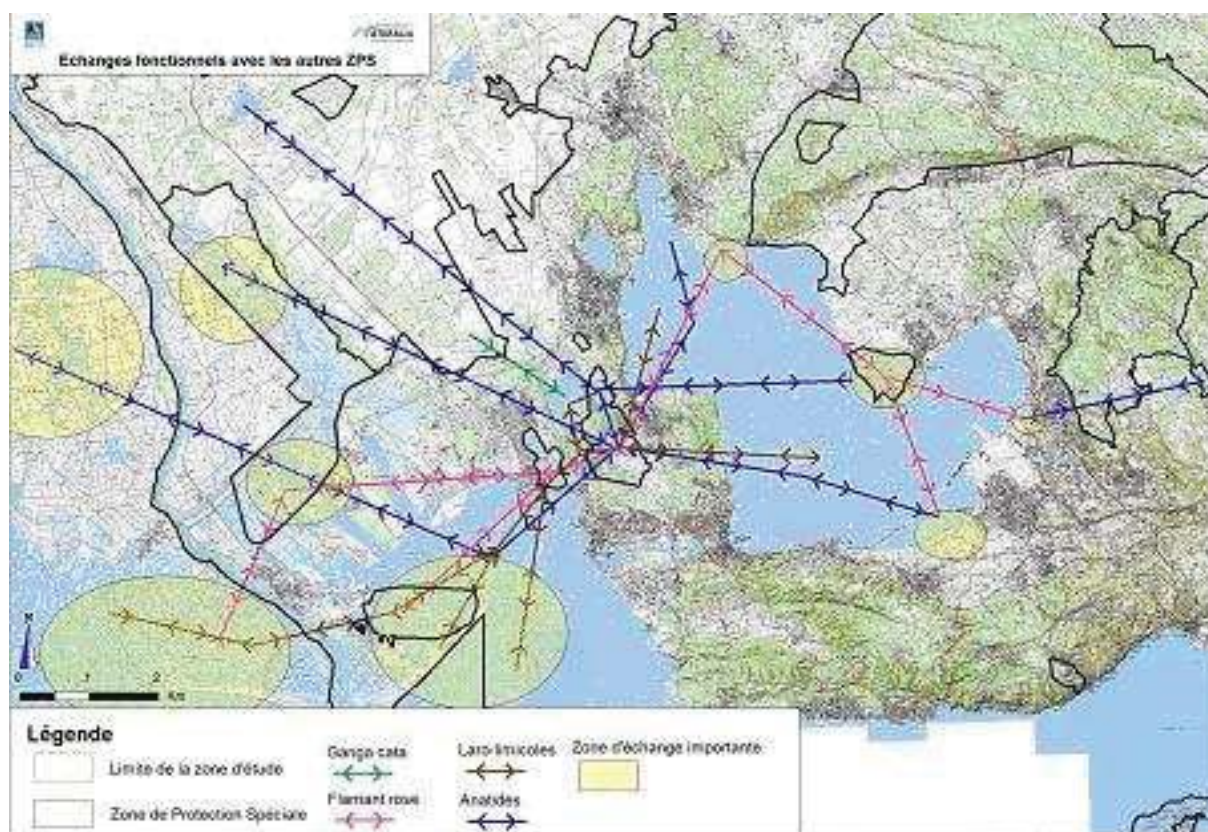 Echanges fonctionnels avec les autres ZPS
N
0 1 2
Km
Légende
Limite de la zone d'étude
Zone de Protection Spéciale
Ganga cata
Flamant rose
Laro-limicoles
Anatidés
Zone d'échange importante